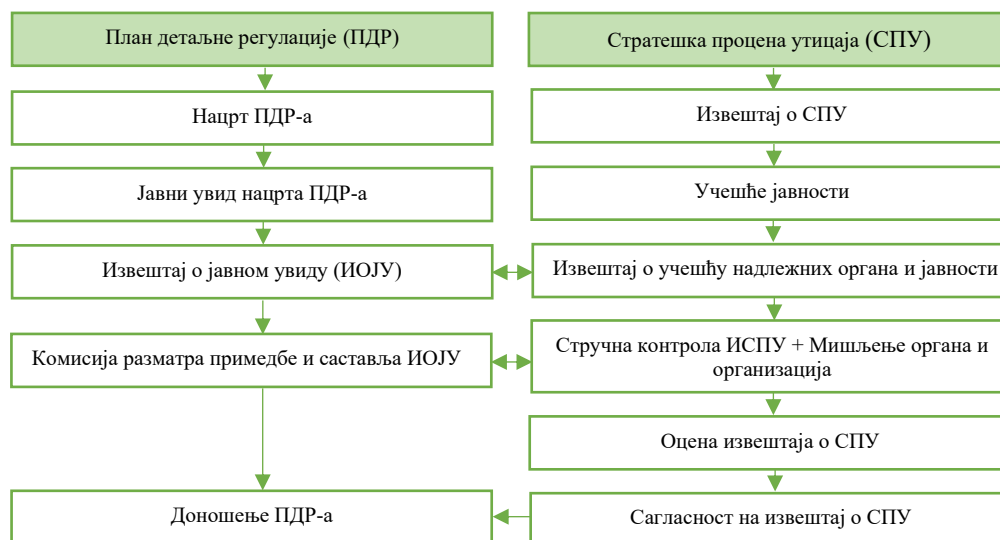 План детаљне регулације (ПДР)
Нацрт ПДР-а
Јавни увид нацрта ПДР-а
Извештај о јавном увиду (ИОЈУ)
Комисија разматра примедбе и саставља ИОЈУ
Доношење ПДР-а
Стратешка процена утицаја (СПУ)
Извештај о СПУ
Учешће јавности
Извештај о учешћу надлежних органа и јавности
Стручна контрола ИСПУ + Мишљење органа и
организација
Оцена извештаја о СПУ
Сагласност на извештај о СПУ